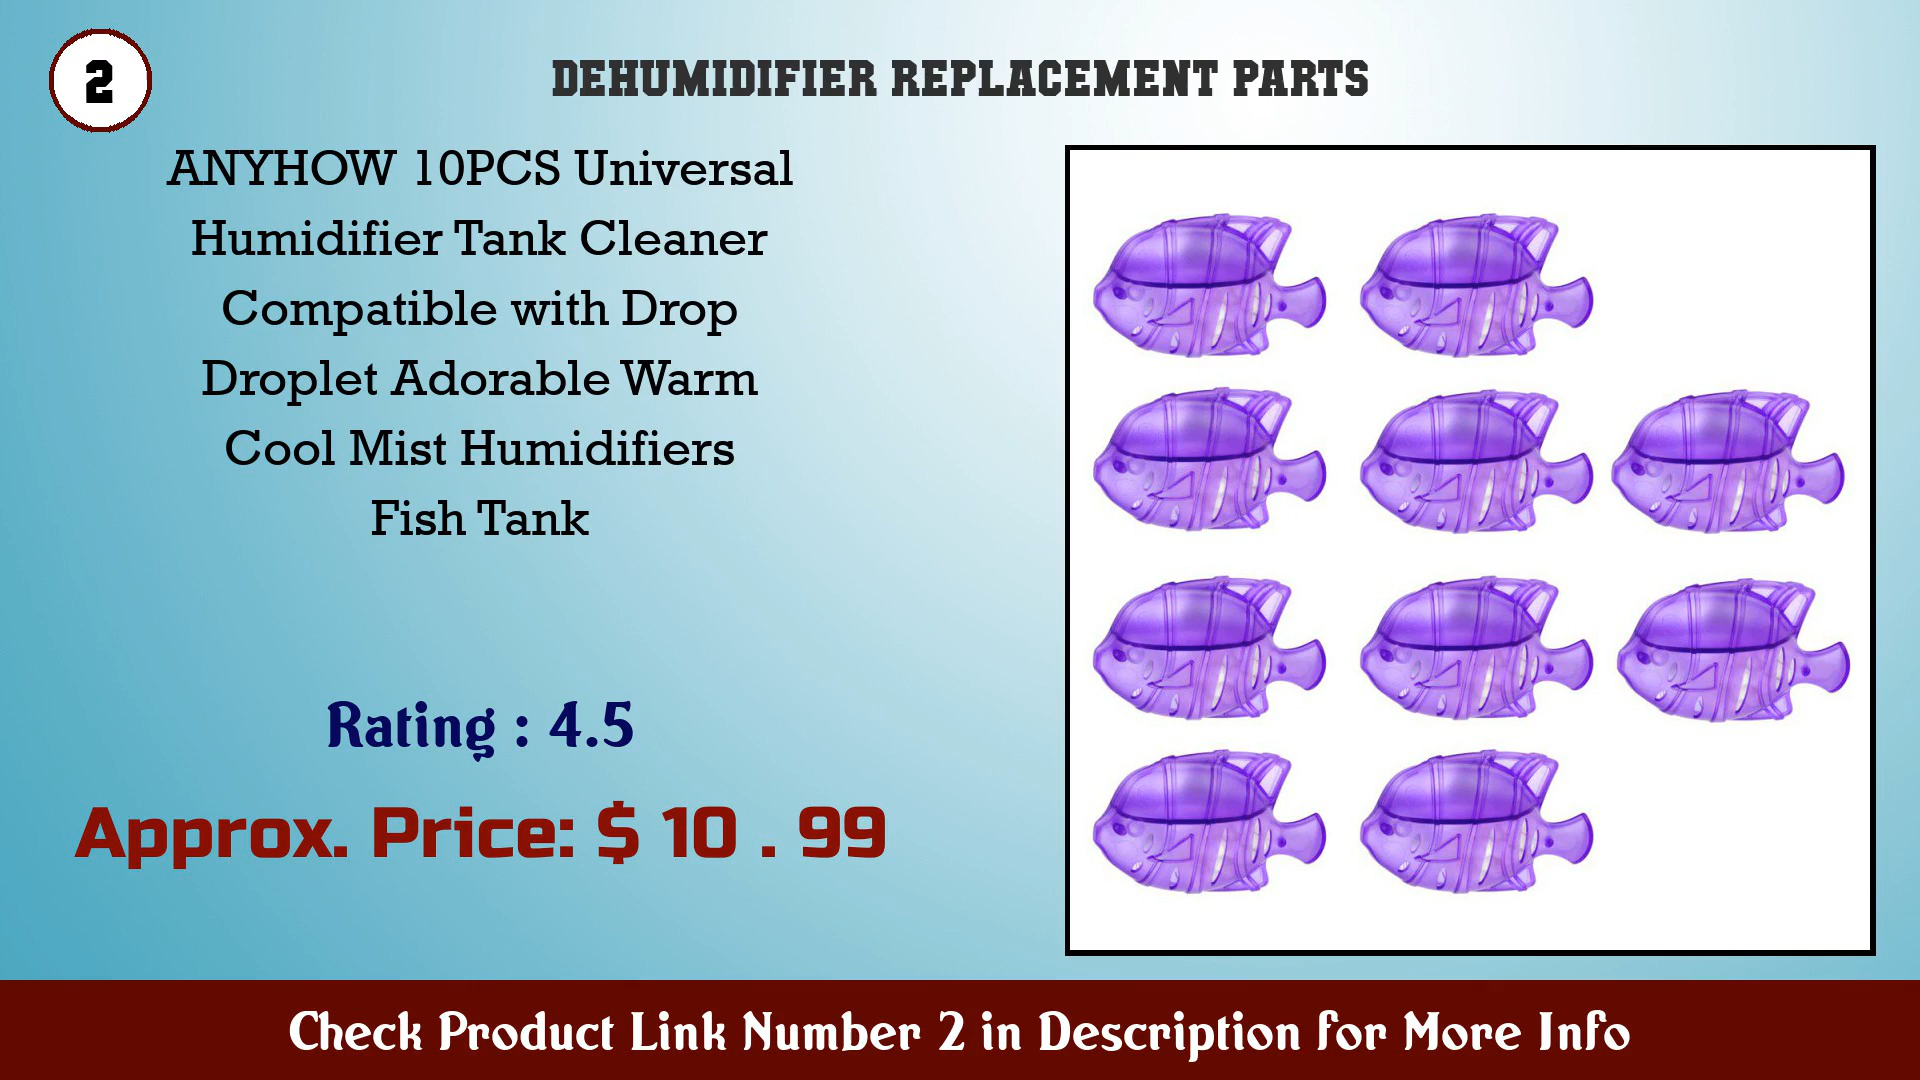 2
DEHUMIDIFIER REPLACEMENT PARTS
ANYHOW 10PCS Universal
Humidifier Tank Cleaner
Compatible with Drop
Droplet Adorable Warm
Cool Mist Humidifiers
Fish Tank
Rating : 4.5
Approx. Price: $ 10 . 99
Check Product Link Number 2 in Description for More Info